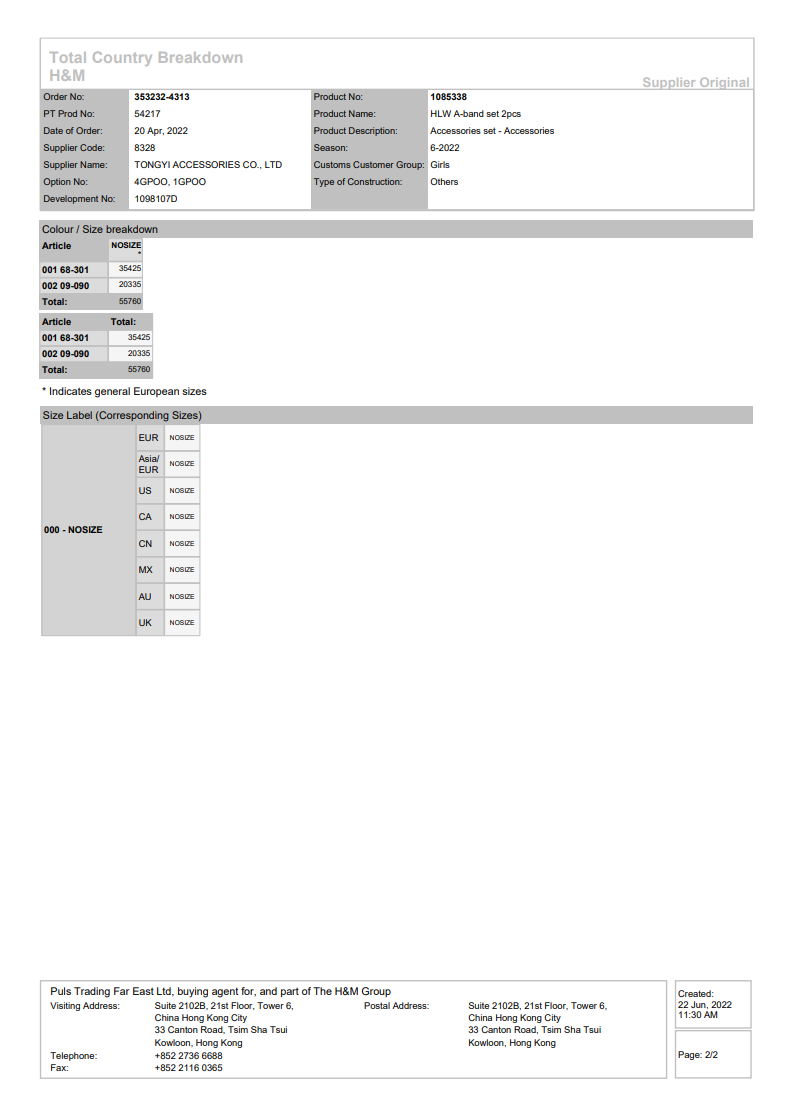 Total Country Breakdown
H&M
Supplier Original
Order No: 353232-4313 Product No: 1085338
PT Prod No: 54217 Product Name: HLW A-band set 2pcs
Date of Order: 20 Apr, 2022 Product Description: Accessories set - Accessories
Supplier Code: 8328 Season: 6-2022
Supplier Name: TONGYI ACCESSORIES CO., LTD Customs Customer Group: Girls
Option No: 4GPOO, 1GPOO Type of Construction: Others
Development No: 1098107D
Colour / Size breakdown
Article NOSIZE
*
001 68-301 35425
002 09-090 20335
Total: 55760
Article Total:
001 68-301 35425
002 09-090 20335
Total: 55760
* Indicates general European sizes
Size Label (Corresponding Sizes)
000 - NOSIZE
EUR NOSIZE
Asia/
EUR NOSIZE
US NOSIZE
CA NOSIZE
CN NOSIZE
MX NOSIZE
AU NOSIZE
UK NOSIZE
Puls Trading Far East Ltd, buying agent for, and part of The H&M Group
Visiting Address: Suite 2102B, 21st Floor, Tower 6, Postal Address: Suite 2102B, 21st Floor, Tower 6,
China Hong Kong City China Hong Kong City
33 Canton Road, Tsim Sha Tsui 33 Canton Road, Tsim Sha Tsui
Kowloon, Hong Kong Kowloon, Hong Kong
Telephone: +852 2736 6688
Fax: +852 2116 0365
Created:
22 Jun, 2022
11:30 AM
Page: 2/2